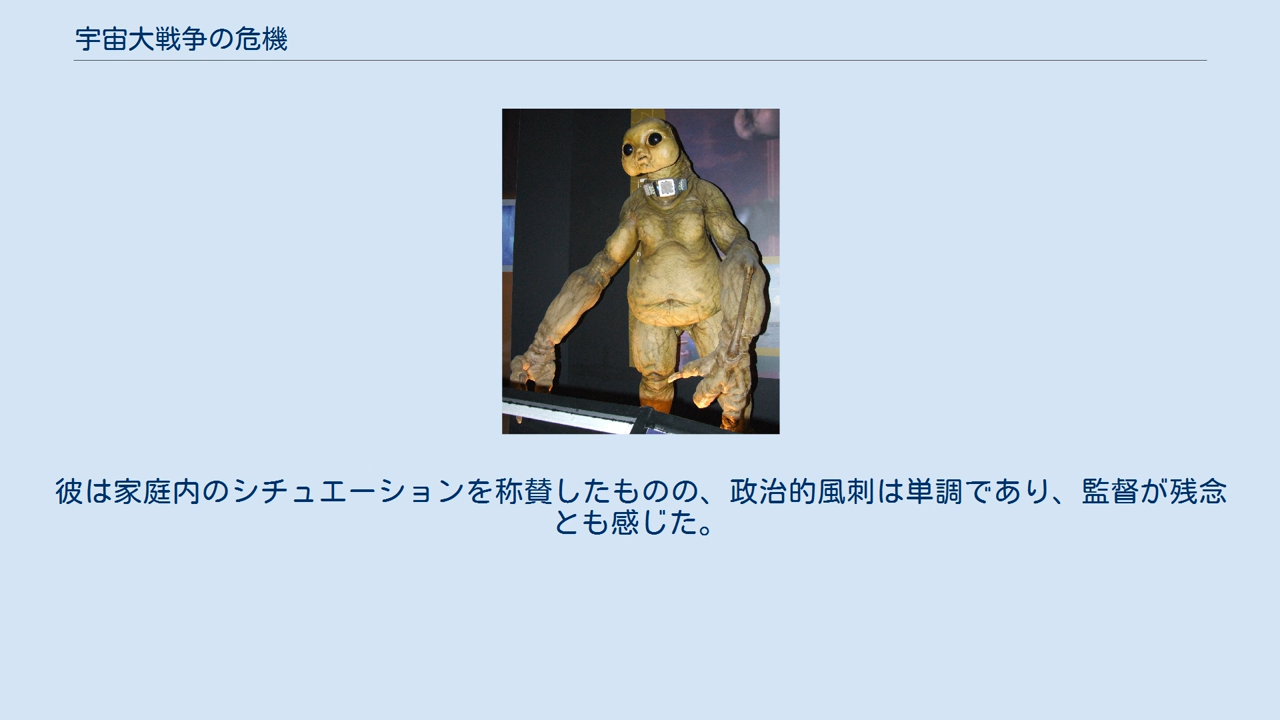 宇宙大戦争の危機
彼は家庭内のシチュエーションを称賛したものの、政治的風刺は単調であり、監督が残念
とも感じた。